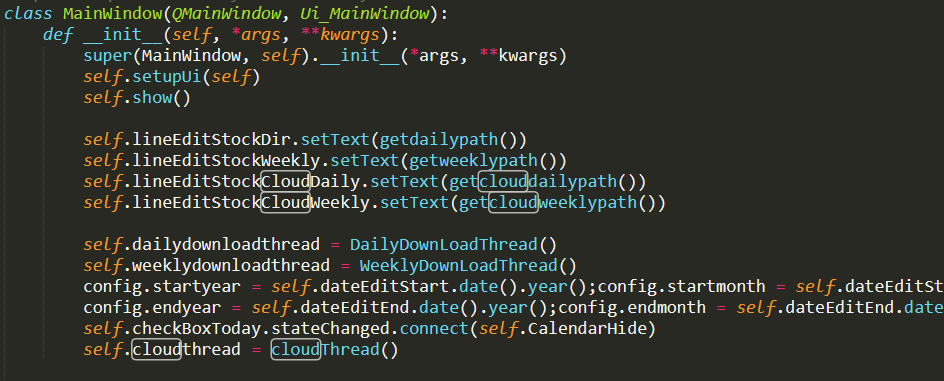 class MainWindow(QMainWindow, Ui_MainWindow):
def __init__(self, *args, **kwargs):
super(MainWindow, self).__init__(*args, **kwargs)
self.setupUi(self)
self.show()
self.lineEditStockDir.setText(getdailypath())
self.lineEditStockWeekly.setText(getweeklypath())
self.lineEditStockCloudDaily.setText(getclouddailypath())
self.lineEditStockCloudWeekly.setText(getcloudweeklypath())
self.dailydownloadthread = DailyDownLoadThread()
self.weeklydownloadthread = WeeklyDownLoadThread()
config.startyear = self.dateEditStart.date().year();config.startmonth = self.dateEditSt
config.endyear = self.dateEditEnd.date().year();config.endmonth = self.dateEditEnd.date
self.checkBoxToday.stateChanged.connect(self.CalendarHide)
self.cloudthread = cloudThread()